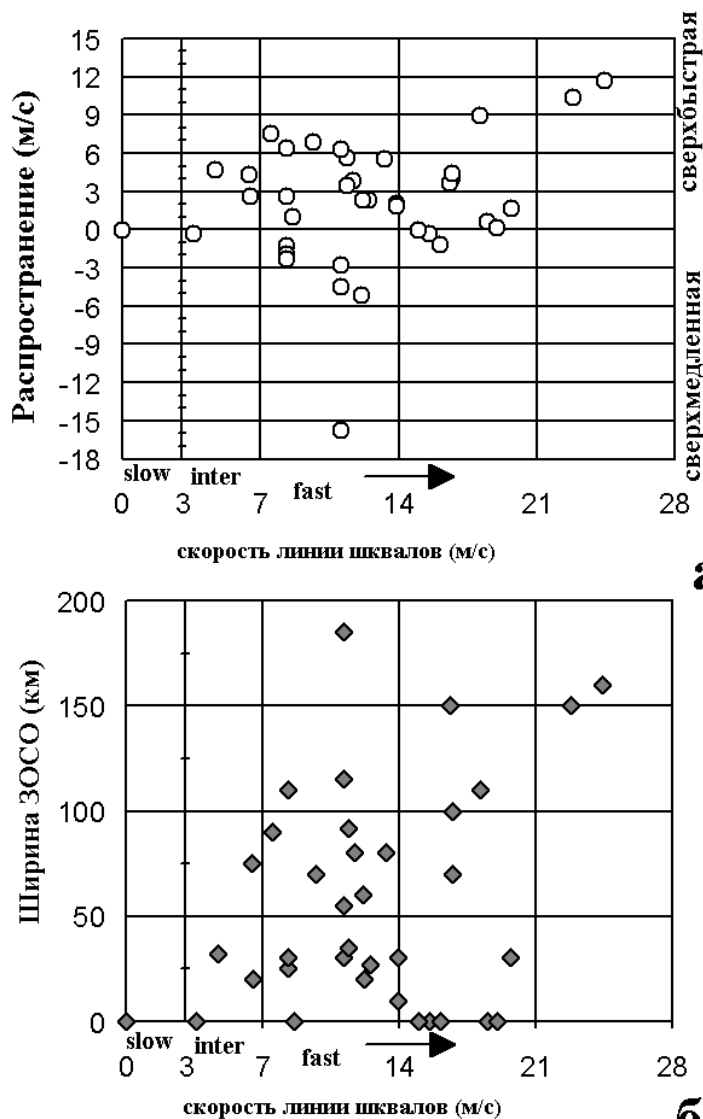 15
12
9
6
3
0
-3
-6
-9
-12
-15
-18
Распространение (м/с)
сверхбыстрая
сверхмедленная
slow inter fast
0 3 7 14 21 28
скорость линии шквалов (м/с)
а
200
150
100
50
0
Ширина ЗОСО (км)
slow inter fast
0 3 7 14 21 28
скорость линии шквалов (м/с)
б